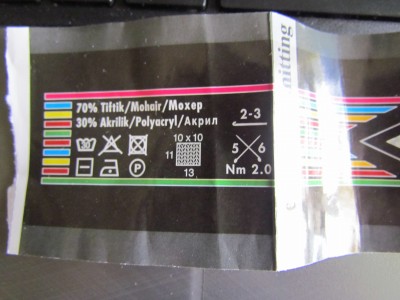 70% Tiftik/Mohair/Мохер
30% Akrilik/Polyacryl/Акрил
10 x 10
11
13
P
2-3
5 6
Nm 2.0
nitting